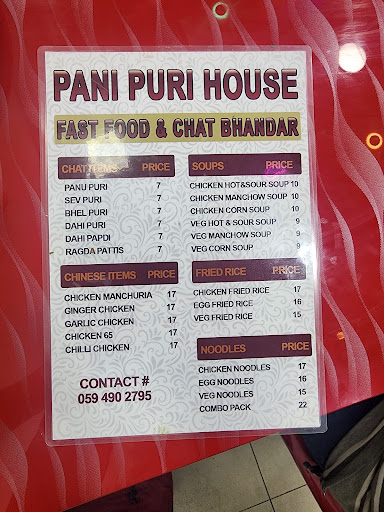 PANI PURI HOUSE
FAST FOOD & CHAT BHANDAR
CHAT ITEMS PRICE
PANU PURI 7
SEV PURI 7
BHEL PURI 7
DAHI PURI 7
DAHI PAPDI 7
RAGDA PATTIS 7
CHINESE ITEMS PRICE
CHICKEN MANCHURIA 17
GINGER CHICKEN 17
GARLIC CHICKEN 17
CHICKEN 65 17
CHILLI CHICKEN 17
CONTACT #
059 490 2795
SOUPS PRICE
CHICKEN HOT&SOUR SOUP 10
CHICKEN MANCHOW SOUP 10
CHICKEN CORN SOUP 10
VEG HOT & SOUR SOUP 9
VEG MANCHOW SOUP 9
VEG CORN SOUP 9
FRIED RICE PRICE
CHICKEN FRIED RICE 17
EGG FRIED RICE 16
VEG FRIED RICE 15
NOODLES PRICE
CHICKEN NOODLES 17
EGG NOODLES 16
VEG NOODLES 15
COMBO PACK 22